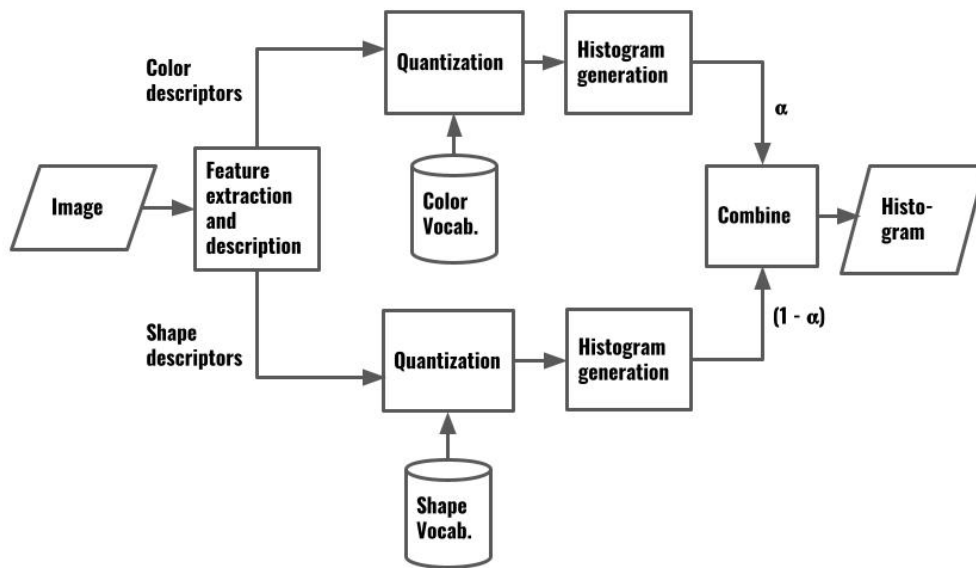 Color
descriptors
Quantization
Histogram
generation
α
Image
Feature
extraction
and
description
Color
Vocab.
Combine
Histo-
gram
Shape
descriptors
Quantization
Histogram
generation
(1 - α)
Shape
Vocab.